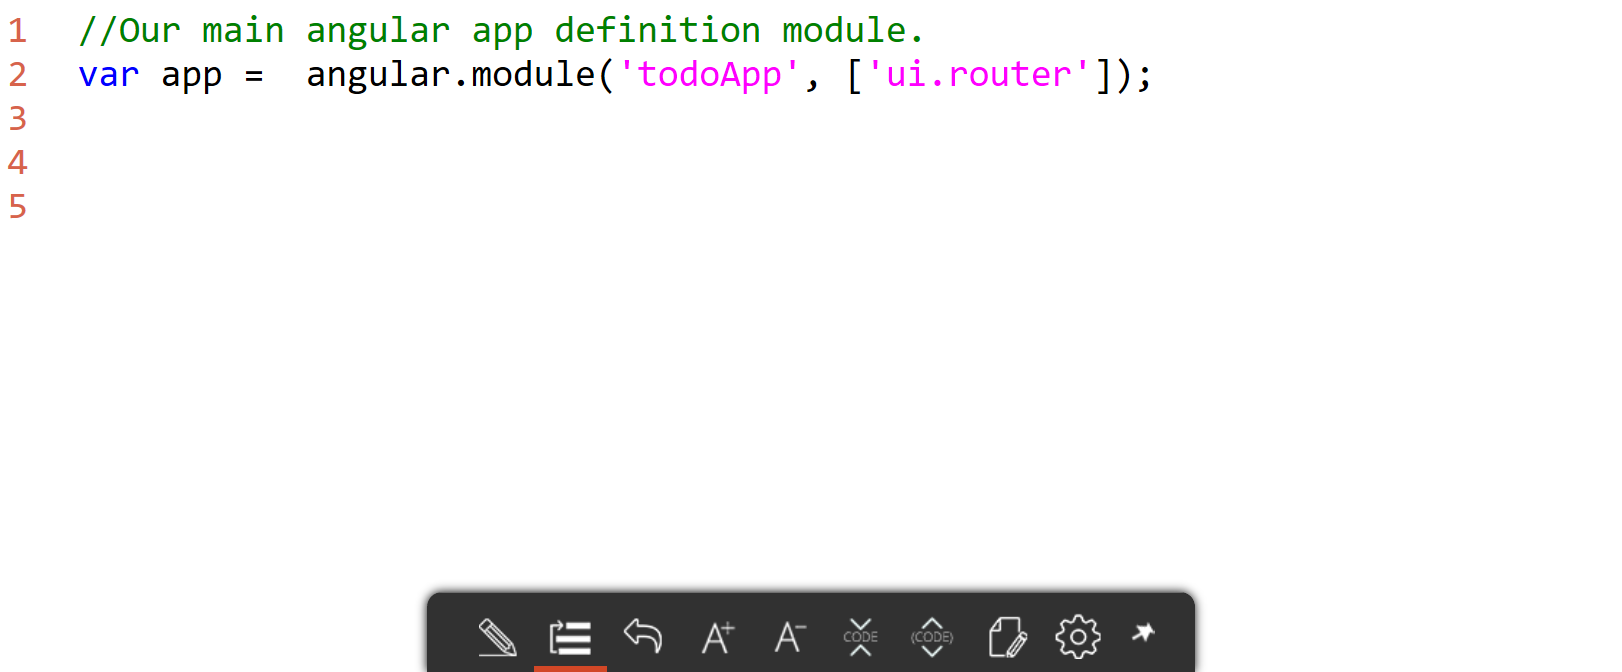 1 //Our main angular app definition module.
2 var app =  angular.module('todoApp', ['ui.router']);
3
4
5
A+ A- CODE (CODE)